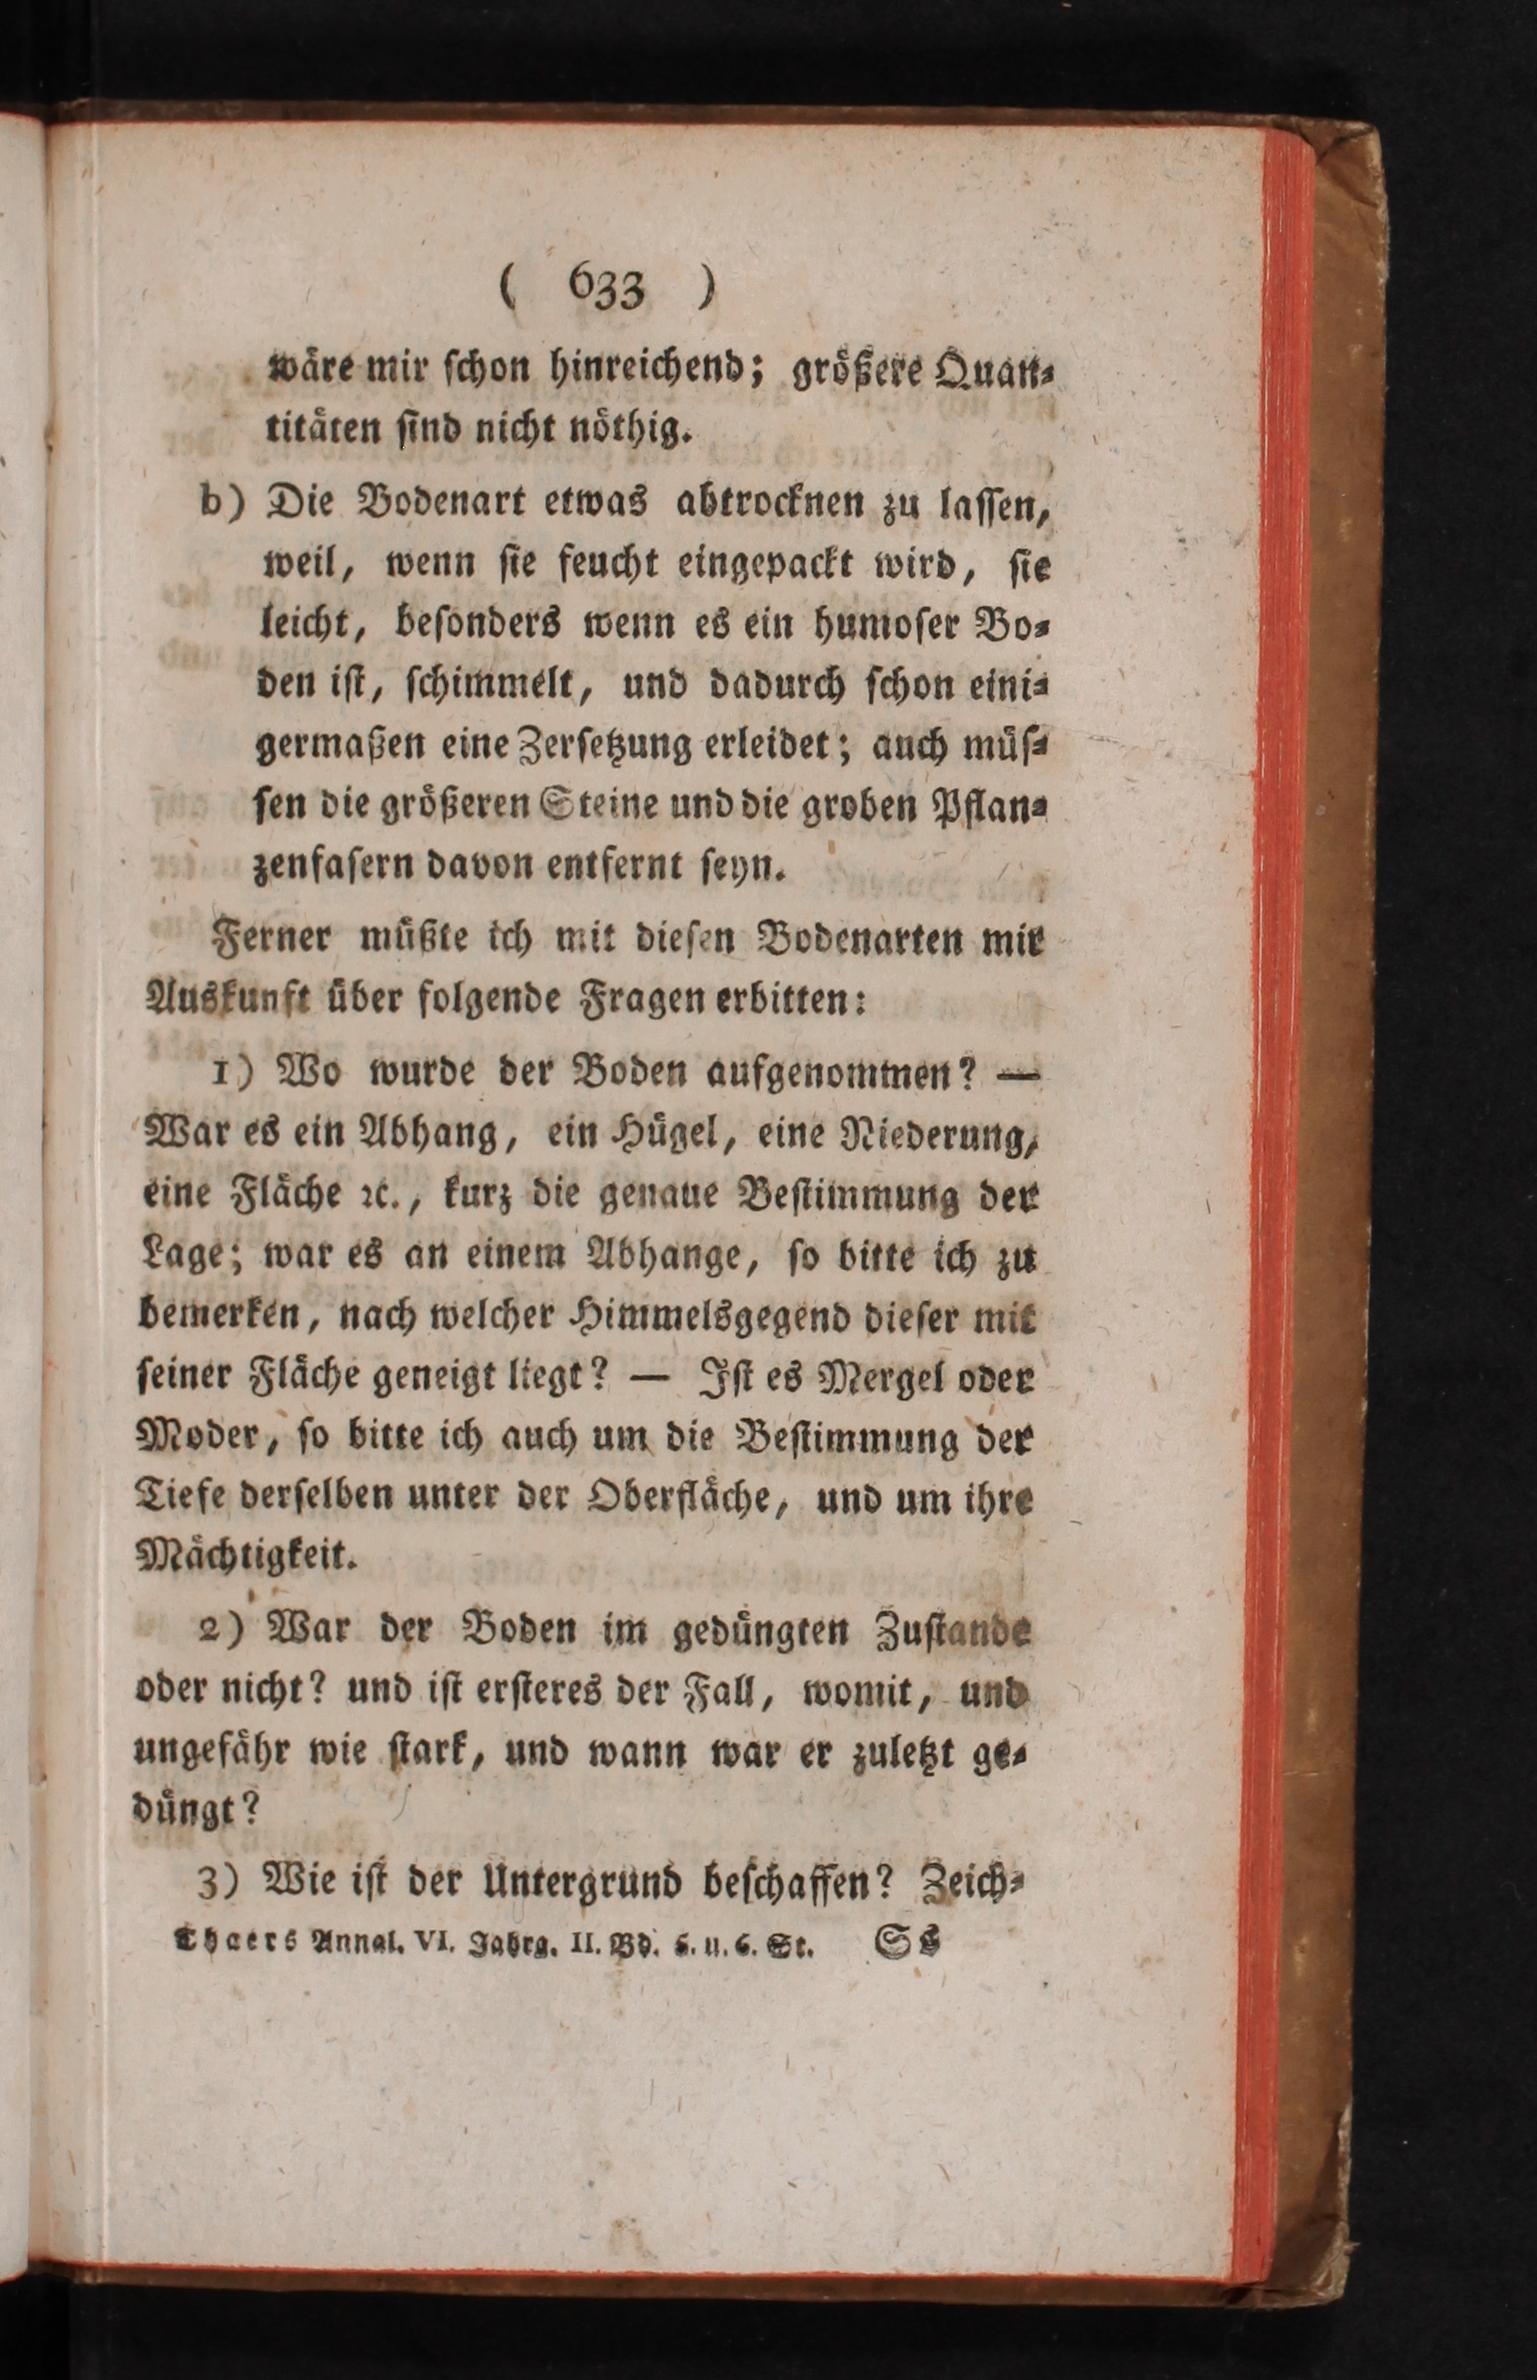 ( 633 )
wäre mir ſchon hinreichend; größere Quan-
titäten ſind nicht nöthig.
b) Die Bodenart etwas abtrocknen zu laſſen,
weil, wenn ſie feucht eingepackt wird, ſie
leicht, beſonders wenn es ein humoſer Bo-
den iſt, ſchimmelt, und dadurch ſchon eini-
germaßen eine Zerſetzung erleidet; auch müſ-
ſen die größeren Steine und die groben Pflan-
zenfaſern davon entfernt ſeyn.
Ferner müßte ich mit dieſen Bodenarten mir
Auskunft über folgende Fragen erbitten:
1) Wo wurde der Boden aufgenommen? —
War es ein Abhang, ein Hügel, eine Niederung,
eine Fläche ꝛc., kurz die genaue Beſtimmung der
Lage; war es an einem Abhange, ſo bitte ich zu
bemerken, nach welcher Himmelsgegend dieſer mit
ſeiner Fläche geneigt liegt? — Iſt es Mergel oder
Moder, ſo bitte ich auch um die Beſtimmung der
Tiefe derſelben unter der Oberfläche, und um ihre
Mächtigkeit.
2) War der Boden im gedüngten Zuſtande
oder nicht? und iſt erſteres der Fall, womit, und
ungefähr wie ſtark, und wann war er zuletzt ge-
düngt?
3) Wie iſt der Untergrund beſchaffen? Zeich-
Thaers Annal. VI. Jahrg. II. Bd. 5. u. 6. St. Ss